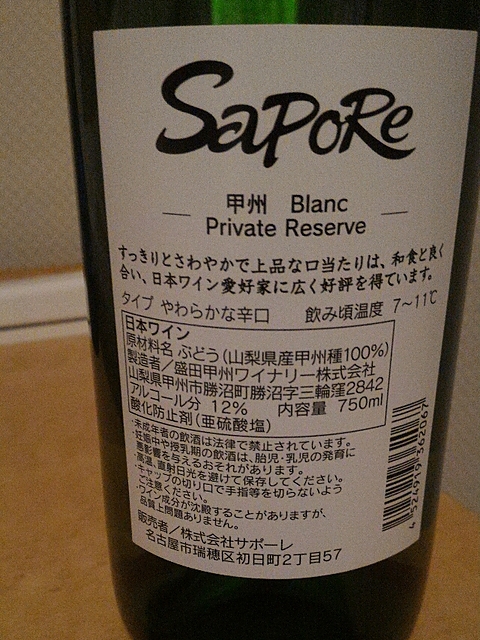 SaPoRe
甲州 Blanc
Private Reserve
すっきりとさわやかで上品な口当たりは、和食と良く
合い、日本ワイン愛好家に広く好評を得ています。
タイプ やわらかな辛口 飲み頃温度 7～11℃
日本ワイン
原材料名 ぶどう(山梨県産甲州種100%)
製造者／盛田甲州ワイナリー株式会社
山梨県甲州市勝沼町勝沼字三輪窪2842
アルコール分 12% 内容量 750ml
酸化防止剤(亜硫酸塩)
・未成年者の飲酒は法律で禁止されています。
・妊娠中や授乳期の飲酒は、胎児・乳児の発育に
悪影響を与えるおそれがあります。
・高温、直射日光を避けて保存してください。
・キャップの切り口で手指等を切らないよう
ご注意ください。
・ワイン成分が沈殿することがありますが、
品質上問題ありません。
販売者／株式会社サポーレ
名古屋市瑞穂区初日町2丁目57
4524919362067